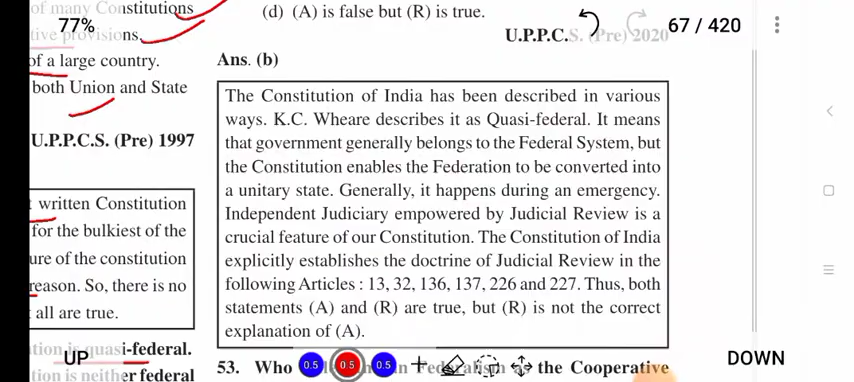 of many Constitutions
tive provisions.
of a large country.
both Union and State
U.P.P.C.S. (Pre) 1997
written Constitution
for the bulkiest of the
ure of the constitution
reason. So, there is no
all are true.
tion is quasi-federal.
tion is neither federal
77%
UP
(d) (A) is false but (R) is true.
U.P.P.C.S. (Pre) 2020
67 / 420
Ans. (b)
The Constitution of India has been described in various
ways. K.C. Wheare describes it as Quasi-federal. It means
that government generally belongs to the Federal System, but
the Constitution enables the Federation to be converted into
a unitary state. Generally, it happens during an emergency.
Independent Judiciary empowered by Judicial Review is a
crucial feature of our Constitution. The Constitution of India
explicitly establishes the doctrine of Judicial Review in the
following Articles : 13, 32, 136, 137, 226 and 227. Thus, both
statements (A) and (R) are true, but (R) is not the correct
explanation of (A).
53. Who n Federalism as the Cooperative
0.5 0.5 0.5
DOWN